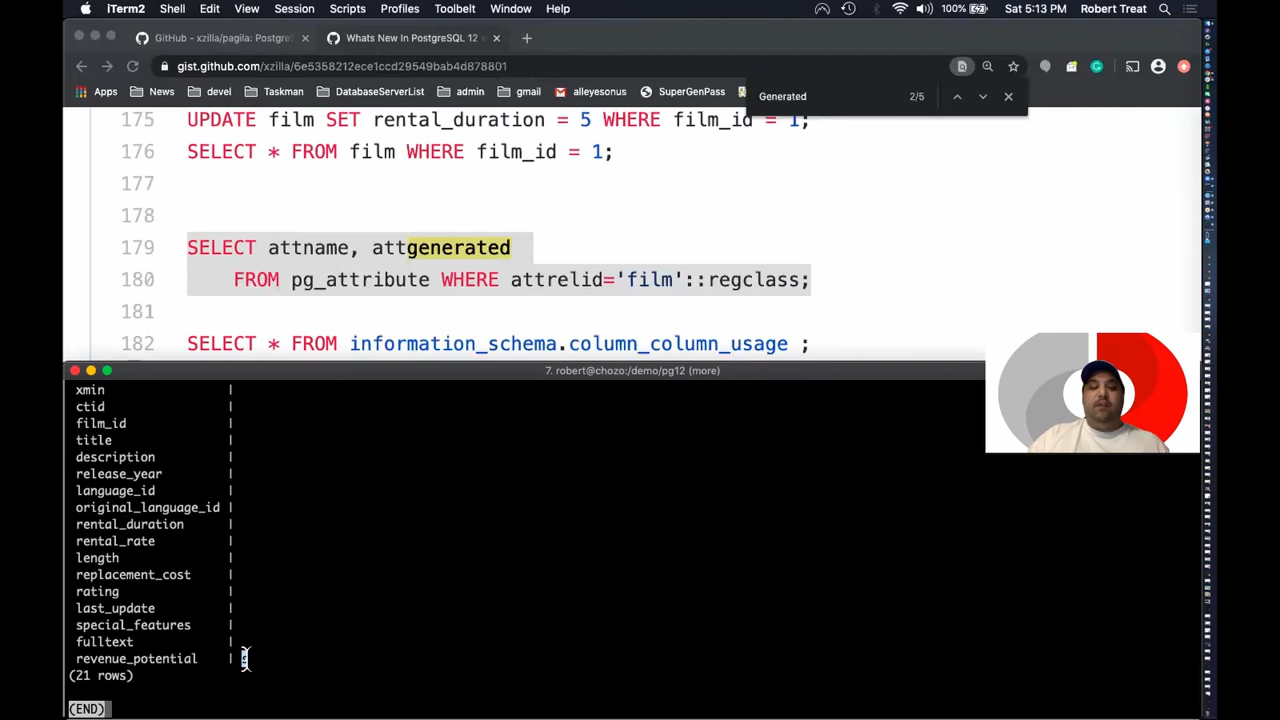 iTerm2 Shell Edit View Session Scripts Profiles Toolbelt Window Help 100% Sat 5:13 PM Robert Treat
GitHub - xzilla/pagila: Postgre
Whats New In PostgreSQL 12
gist.github.com/xzilla/6e5358212ece1ccd29549bab4d878801
Apps News devel Taskman DatabaseServerList admin gmail alleyesonus SuperGenPass
Generated 2/5
175 UPDATE film SET rental_duration = 5 WHERE film_id = 1;
176 SELECT * FROM film WHERE film_id = 1;
177
178
179 SELECT attname, attgenerated
180 FROM pg_attribute WHERE attrelid='film'::regclass;
181
182 SELECT * FROM information_schema.column_column_usage ;
7. robert@chozo:/demo/pg12 (more)
xmin |
ctid |
film_id |
title |
description |
release_year |
language_id |
original_language_id |
rental_duration |
rental_rate |
length |
replacement_cost |
rating |
last_update |
special_features |
fulltext |
revenue_potential | s
(21 rows)
(END)